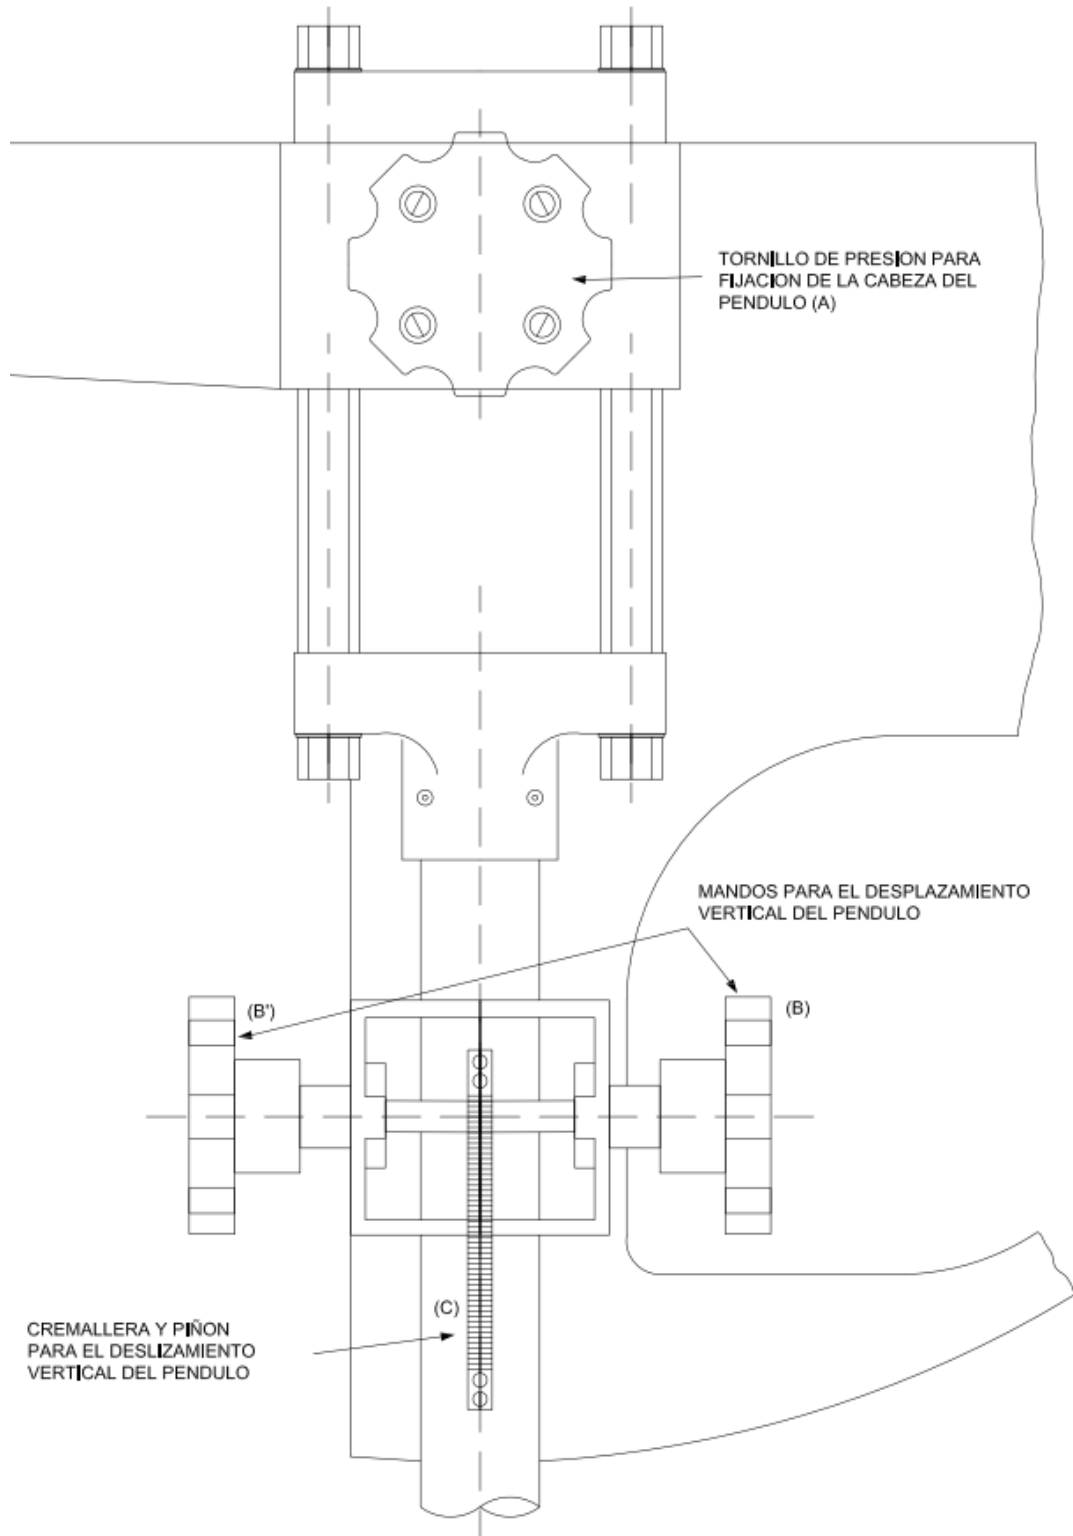 TORNILLO DE PRESION PARA
FIJACION DE LA CABEZA DEL
PENDULO (A)
MANDOS PARA EL DESPLAZAMIENTO
VERTICAL DEL PENDULO
(B')
(B)
(C)
CREMALLERA Y PIÑON
PARA EL DESLIZAMIENTO
VERTICAL DEL PENDULO